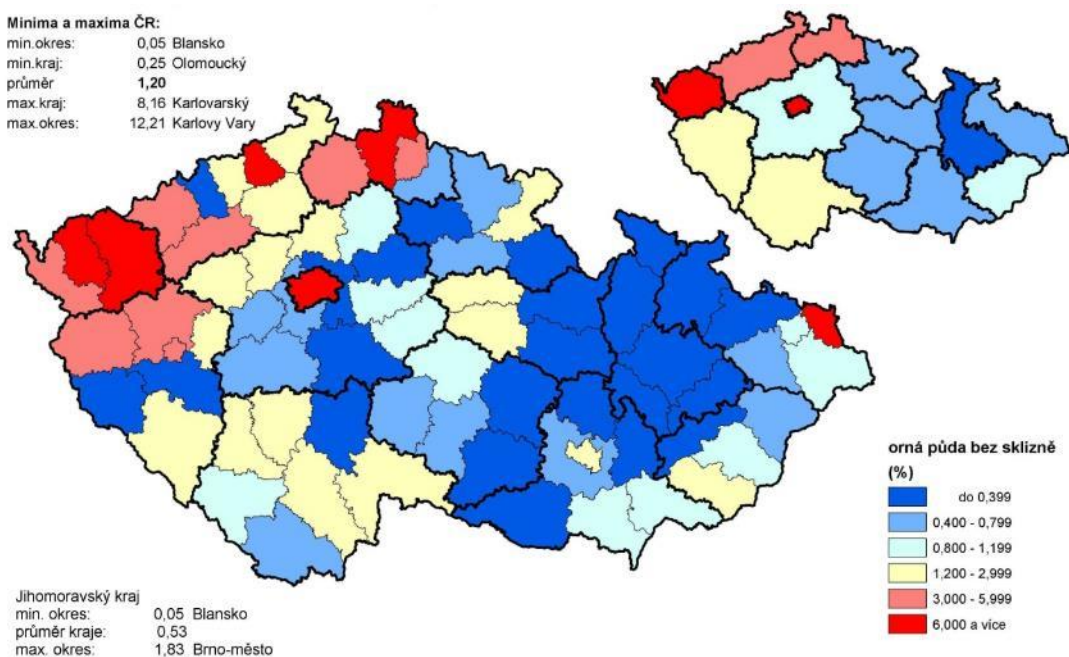 Minima a maxima ČR:
min.okres: 0,05 Blansko
min.kraj: 0,25 Olomoucký
průměr 1,20
max.kraj: 8,16 Karlovarský
max.okres: 12,21 Karlovy Vary
orná půda bez sklizně
(%)
do 0,399
0,400 - 0,799
0,800 - 1,199
1,200 - 2,999
3,000 - 5,999
6,000 a více
Jihomoravský kraj
min. okres: 0,05 Blansko
průměr kraje: 0,53
max. okres: 1,83 Brno-město